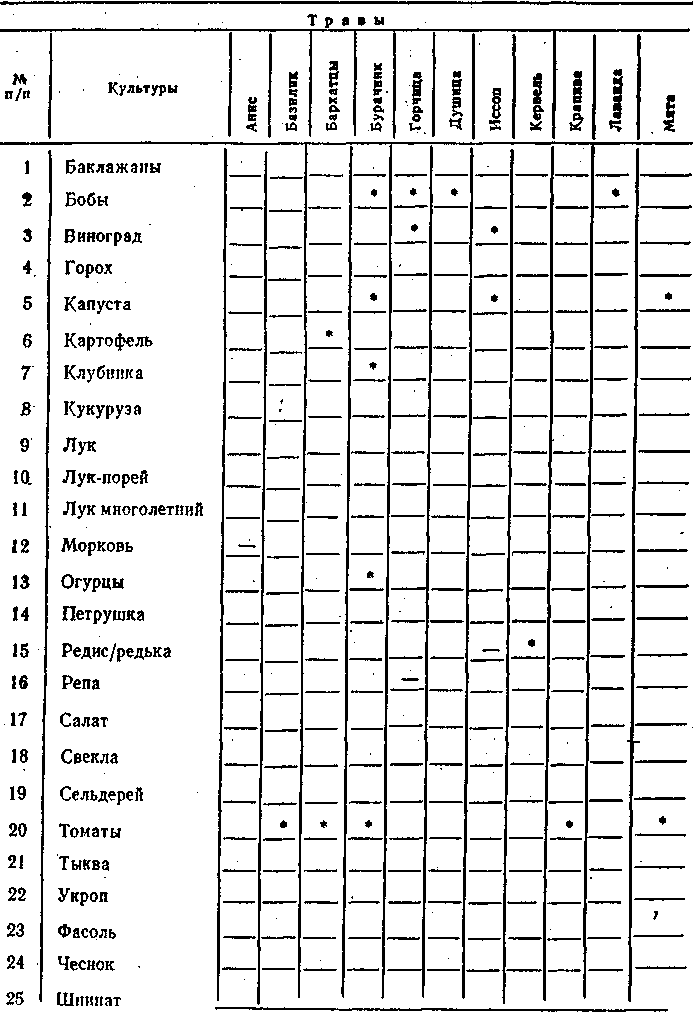 Травы
№ п/п Культуры Анис Базилик Бархатцы Бурачник Горчица Душица Иссоп Кервель Крапива Лаванда Мята
1 Баклажаны
2 Бобы * * * *
3 Виноград * *
4 Горох
5 Капуста * * *
6 Картофель *
7 Клубника *
8 Кукуруза
9 Лук
10 Лук-порей
11 Лук многолетний
12 Морковь —
13 Огурцы *
14 Петрушка
15 Редис/редька — *
16 Репа —
17 Салат
18 Свекла
19 Сельдерей
20 Томаты * * * * *
21 Тыква
22 Укроп
23 Фасоль
24 Чеснок
25 Шпинат